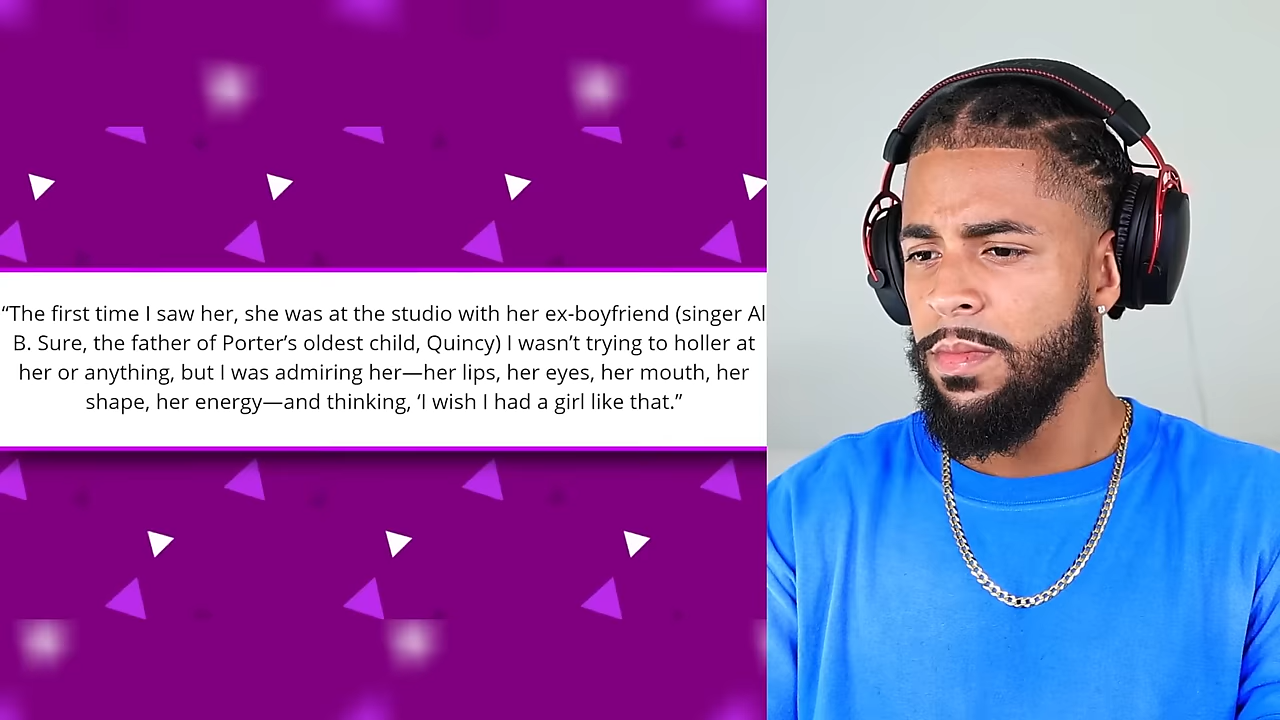 “The first time I saw her, she was at the studio with her ex-boyfriend (singer Al
B. Sure, the father of Porter’s oldest child, Quincy) I wasn’t trying to holler at
her or anything, but I was admiring her—her lips, her eyes, her mouth, her
shape, her energy—and thinking, ‘I wish I had a girl like that.”